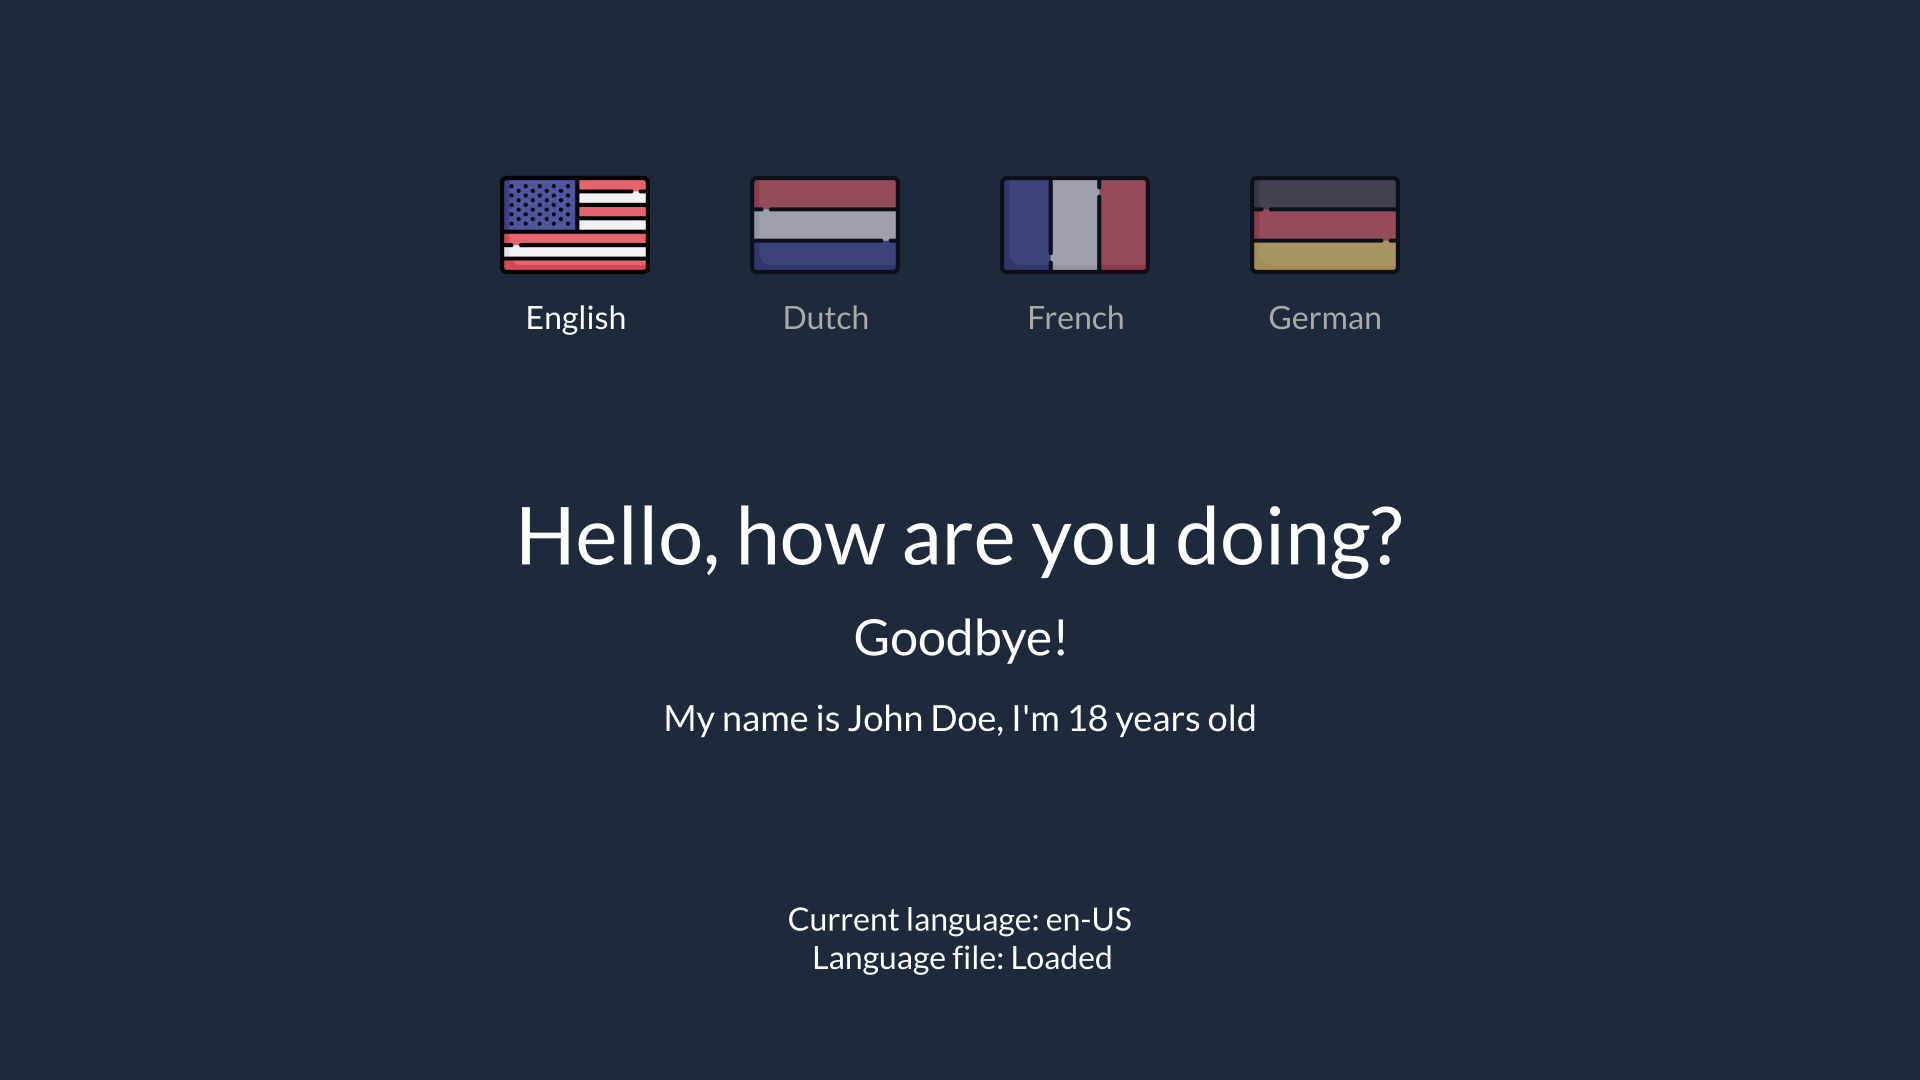 English
Dutch
French
German
Hello, how are you doing?
Goodbye!
My name is John Doe, I'm 18 years old
Current language: en-US
Language file: Loaded